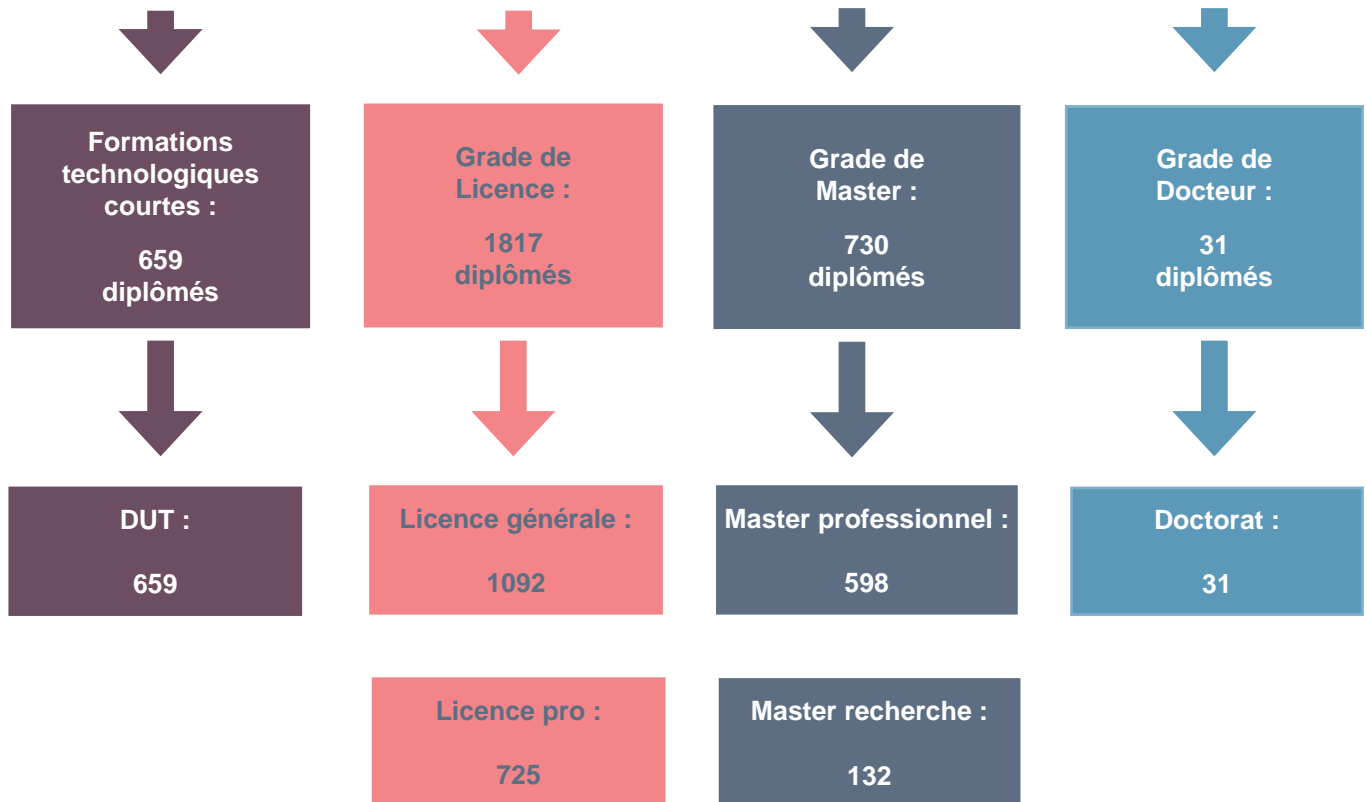 Formations
technologiques
courtes :
659
diplômés
Grade de
Licence :
1817
diplômés
Grade de
Master :
730
diplômés
Grade de
Docteur :
31
diplômés
DUT :
659
Licence générale :
1092
Master professionnel :
598
Doctorat :
31
Licence pro :
725
Master recherche :
132